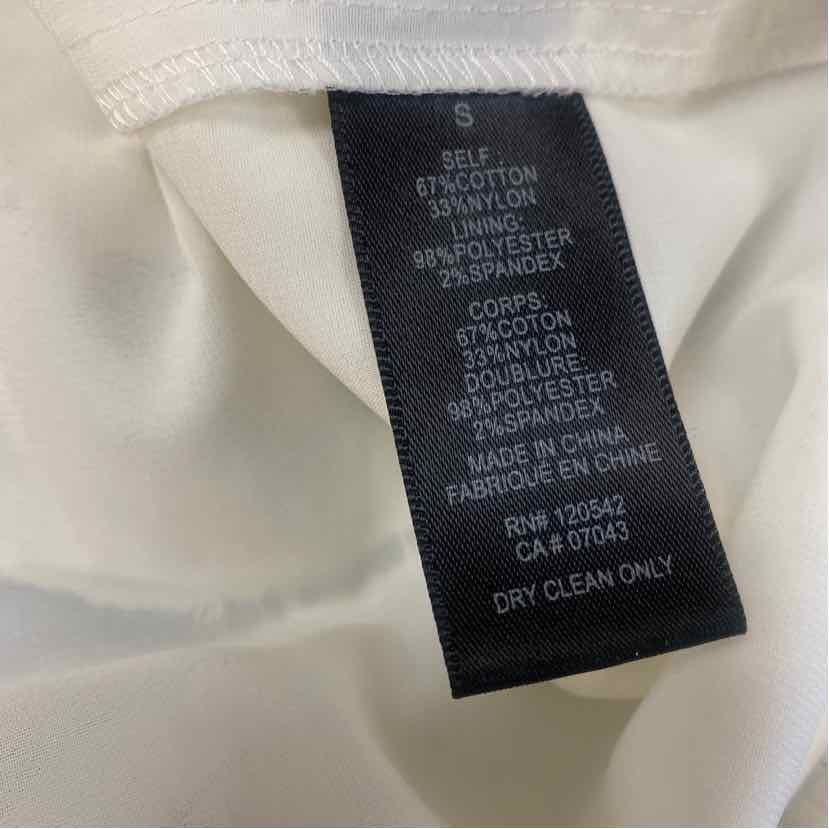 S
SELF :
67%COTTON
33%NYLON
LINING:
98%POLYESTER
2%SPANDEX
CORPS:
67%COTON
33%NYLON
DOUBLURE:
98%POLYESTER
2%SPANDEX
MADE IN CHINA
FABRIQUE EN CHINE
RN# 120542
CA# 07043
DRY CLEAN ONLY